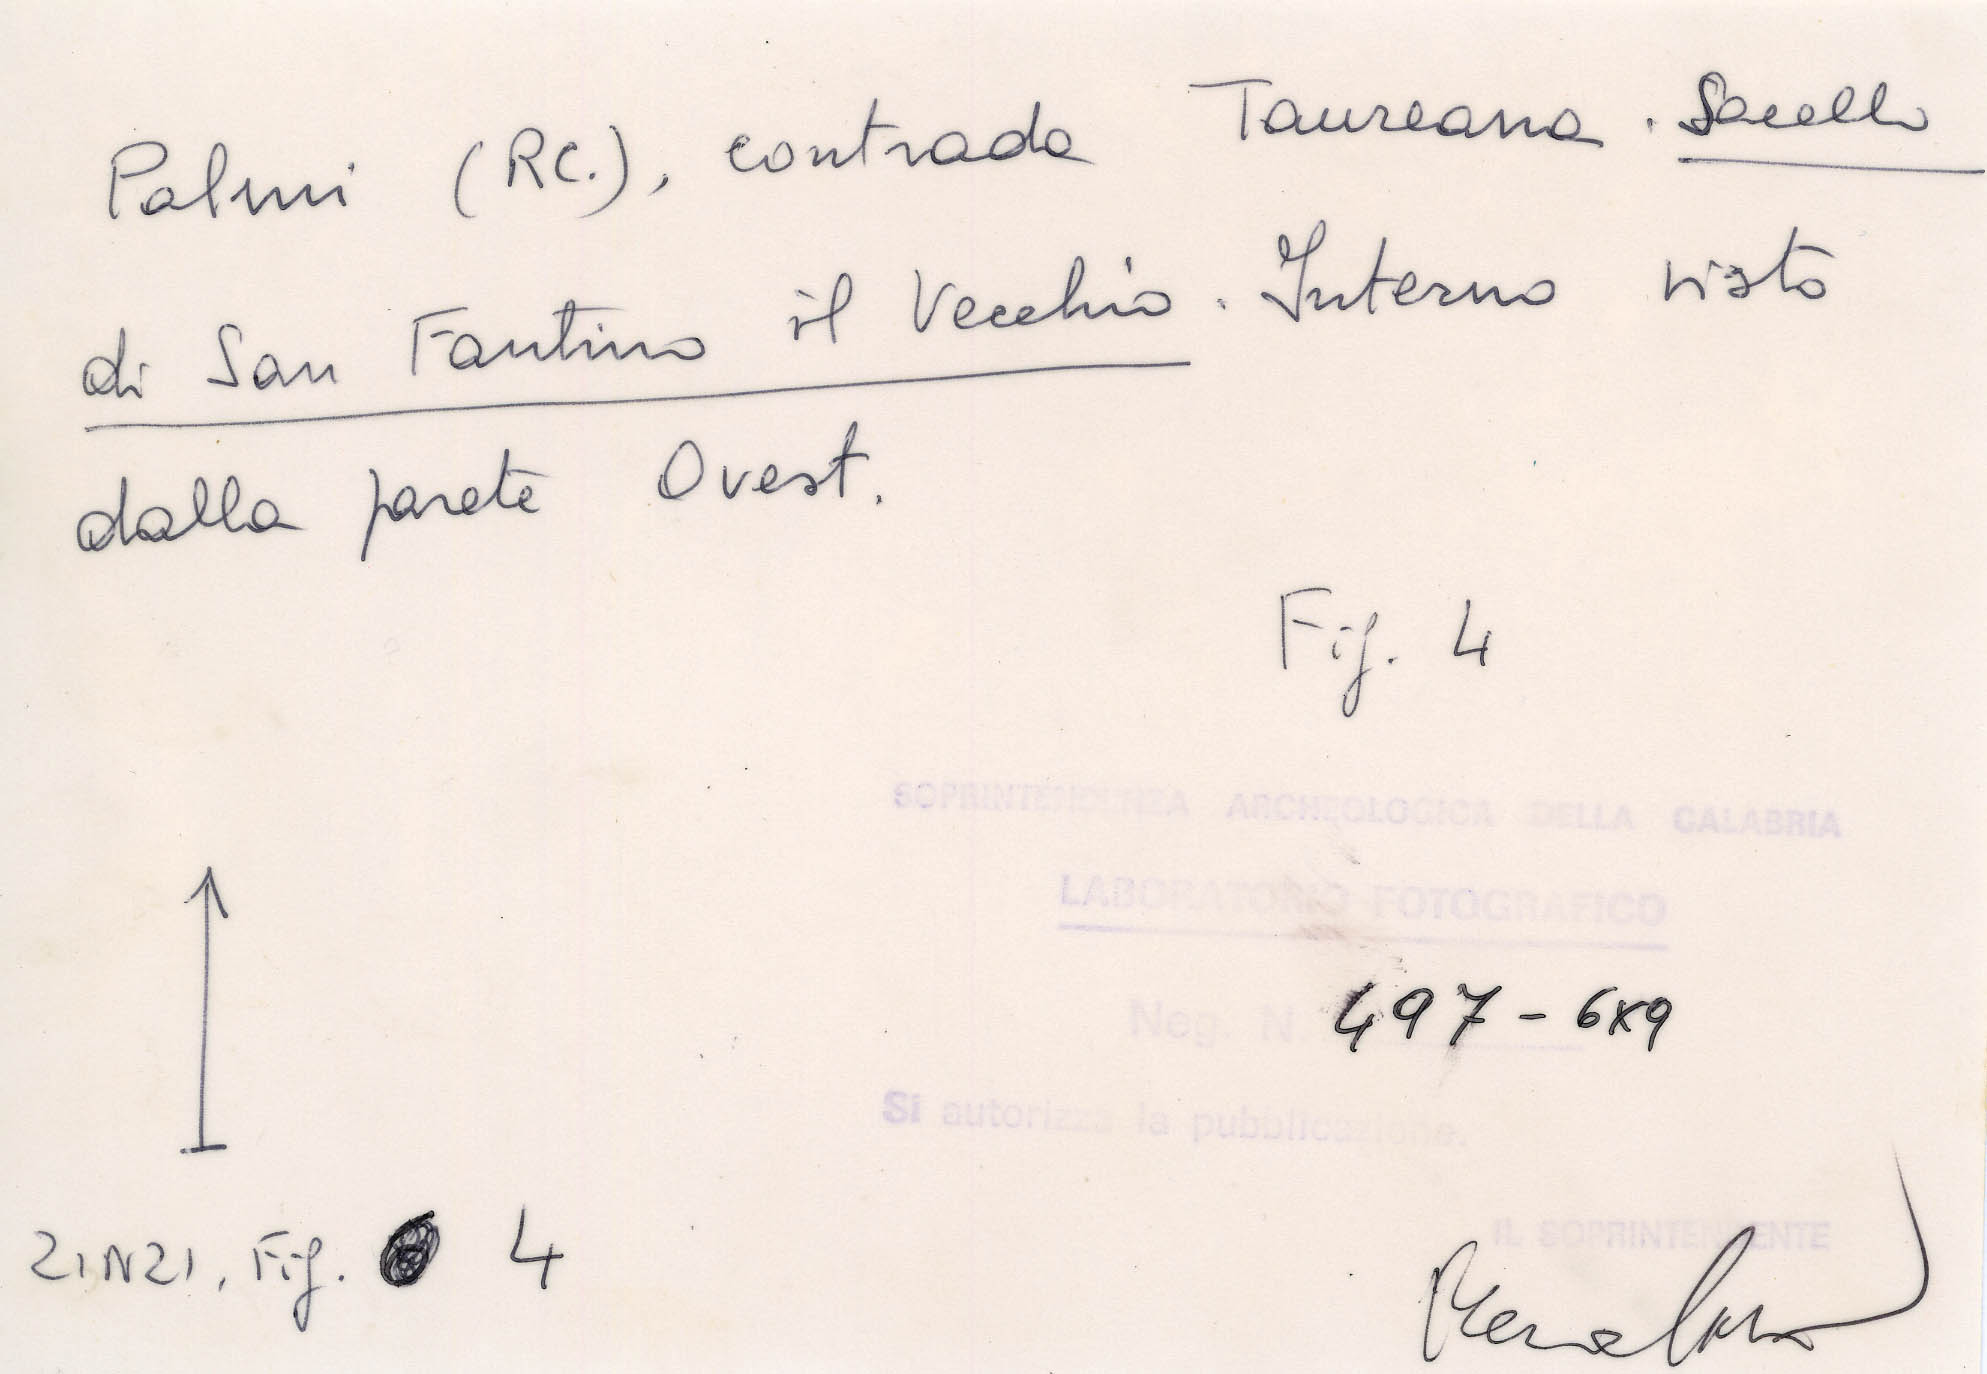 Palmi (RC.), contrada Taureana. Sacello
di San Fantino il Vecchio. Interno visto
dalla parete Ovest.
Fig. 4
SOPRINTENDENZA ARCHEOLOGICA DELLA CALABRIA
LABORATORIO FOTOGRAFICO
Neg. N. 497 - 6x9
Si autorizza la pubblicazione.
IL SOPRINTENDENTE
ZINZI, Fig. 4